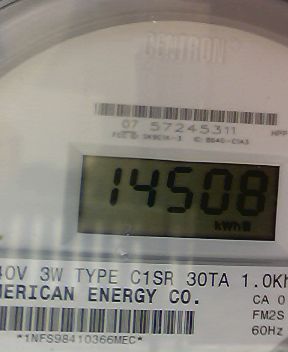 CENTRON
07 57245311
14508
kWh
40V 3W TYPE C1SR 30TA 1.0Kh
MERICAN ENERGY CO.
CA 0
FM2S
60Hz
*1NFS98410366MEC*